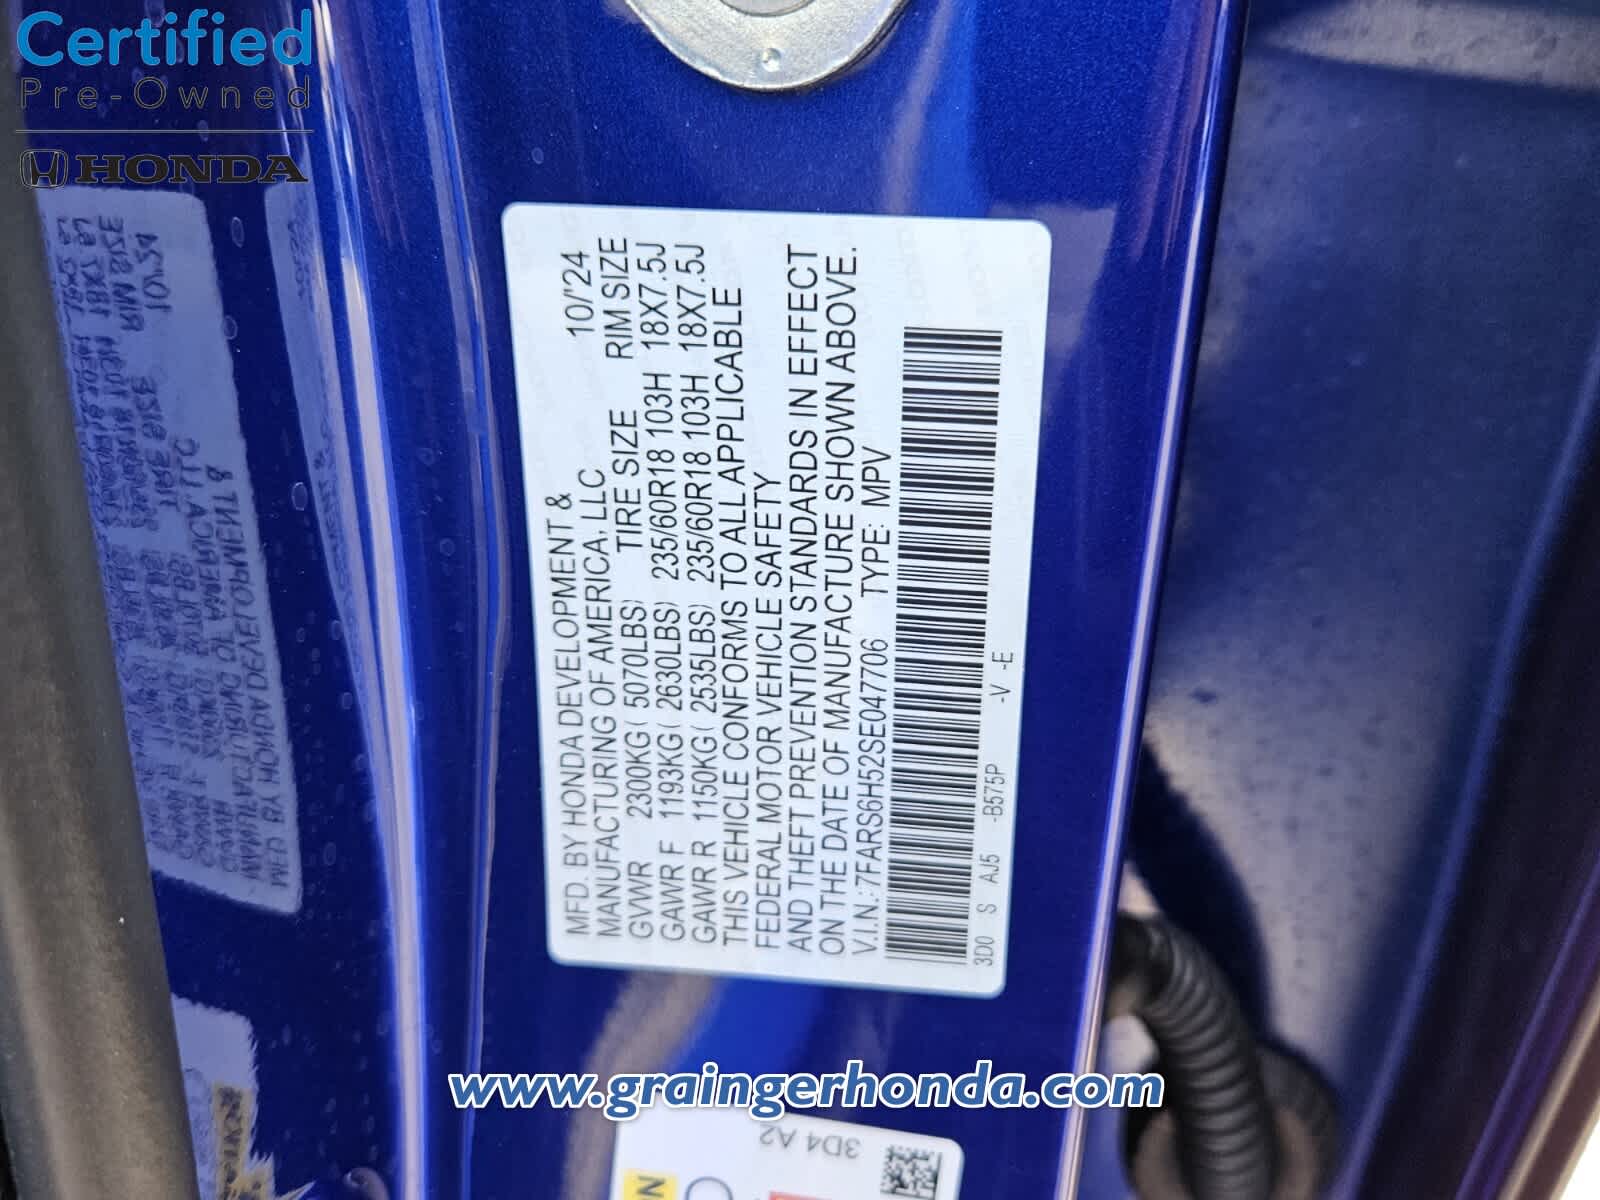 Certified
Pre-Owned
HONDA
MFD. BY HONDA DEVELOPMENT & 10/'24
MANUFACTURING OF AMERICA, LLC
GVWR 2300KG( 5070LBS) TIRE SIZE RIM SIZE
GAWR F 1193KG( 2630LBS) 235/60R18 103H 18X7.5J
GAWR R 1150KG( 2535LBS) 235/60R18 103H 18X7.5J
THIS VEHICLE CONFORMS TO ALL APPLICABLE
FEDERAL MOTOR VEHICLE SAFETY
AND THEFT PREVENTION STANDARDS IN EFFECT
ON THE DATE OF MANUFACTURE SHOWN ABOVE.
V.I.N.:7FARS6H52SE047706 TYPE: MPV
3D0 S AJ5 -B575P -V -E
www.graingerhonda.com
3D4 A2